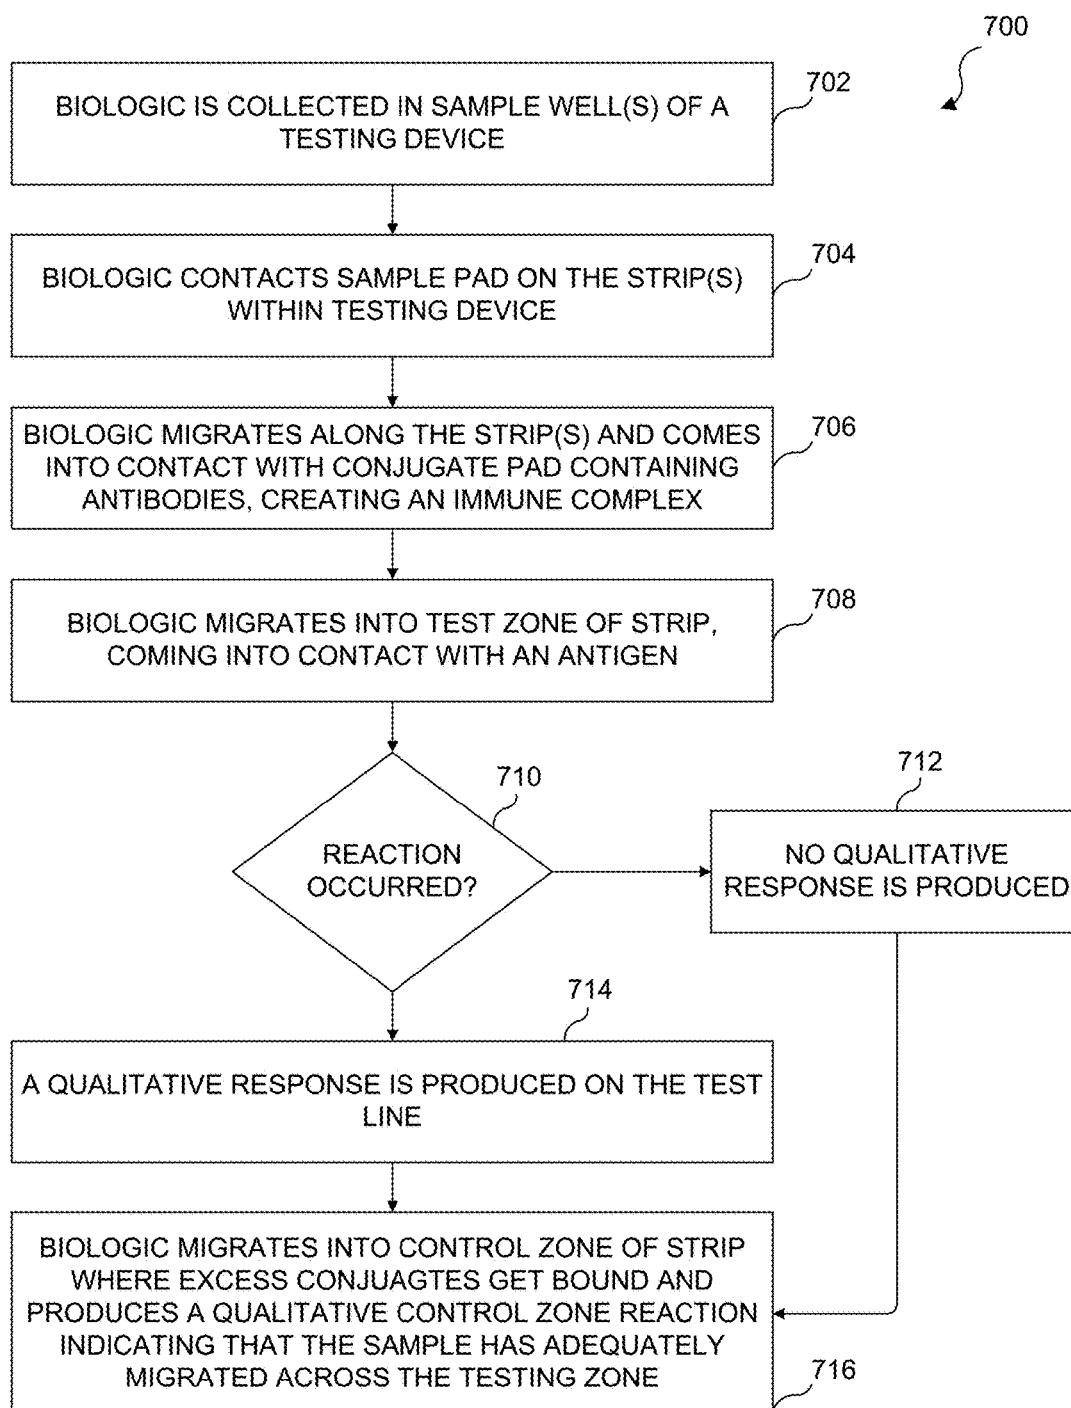 700
702
BIOLOGIC IS COLLECTED IN SAMPLE WELL(S) OF A
TESTING DEVICE
704
BIOLOGIC CONTACTS SAMPLE PAD ON THE STRIP(S)
WITHIN TESTING DEVICE
706
BIOLOGIC MIGRATES ALONG THE STRIP(S) AND COMES
INTO CONTACT WITH CONJUGATE PAD CONTAINING
ANTIBODIES, CREATING AN IMMUNE COMPLEX
708
BIOLOGIC MIGRATES INTO TEST ZONE OF STRIP,
COMING INTO CONTACT WITH AN ANTIGEN
710
REACTION
OCCURRED?
712
NO QUALITATIVE
RESPONSE IS PRODUCED
714
A QUALITATIVE RESPONSE IS PRODUCED ON THE TEST
LINE
BIOLOGIC MIGRATES INTO CONTROL ZONE OF STRIP
WHERE EXCESS CONJUAGTES GET BOUND AND
PRODUCES A QUALITATIVE CONTROL ZONE REACTION
INDICATING THAT THE SAMPLE HAS ADEQUATELY
MIGRATED ACROSS THE TESTING ZONE
716